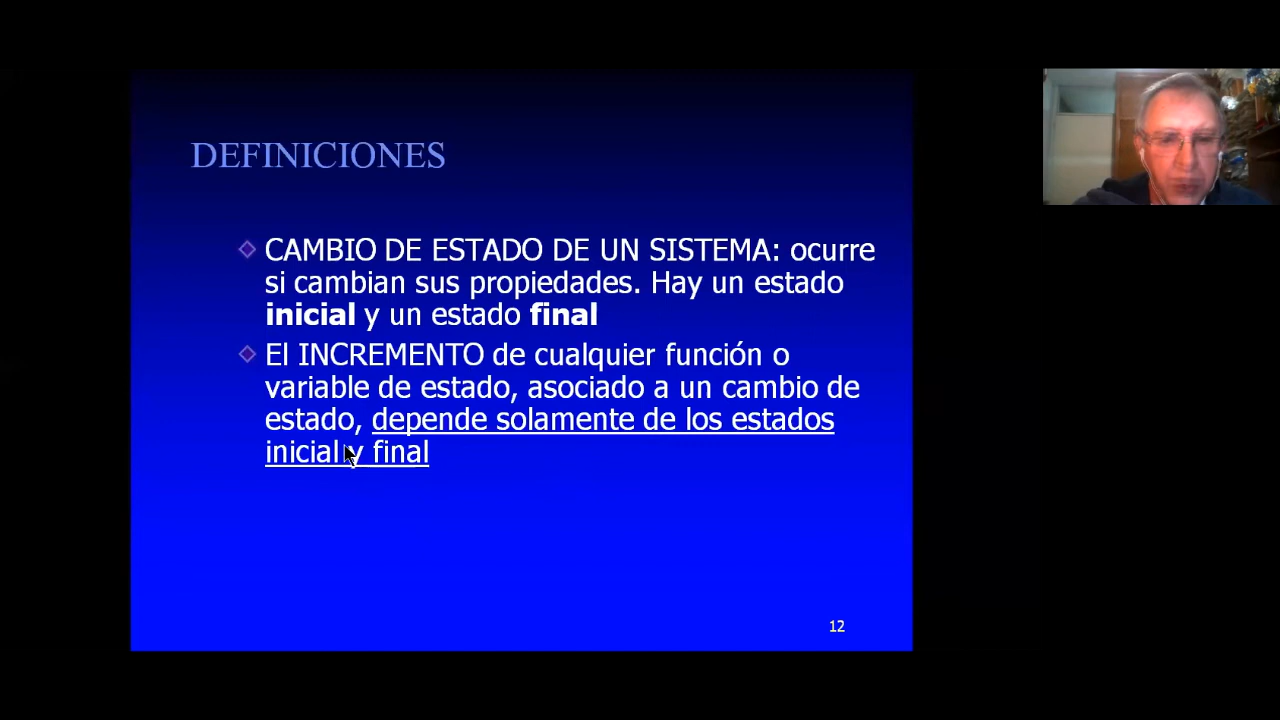 DEFINICIONES
CAMBIO DE ESTADO DE UN SISTEMA: ocurre
si cambian sus propiedades. Hay un estado
inicial y un estado final
El INCREMENTO de cualquier función o
variable de estado, asociado a un cambio de
estado, depende solamente de los estados
inicial y final
12